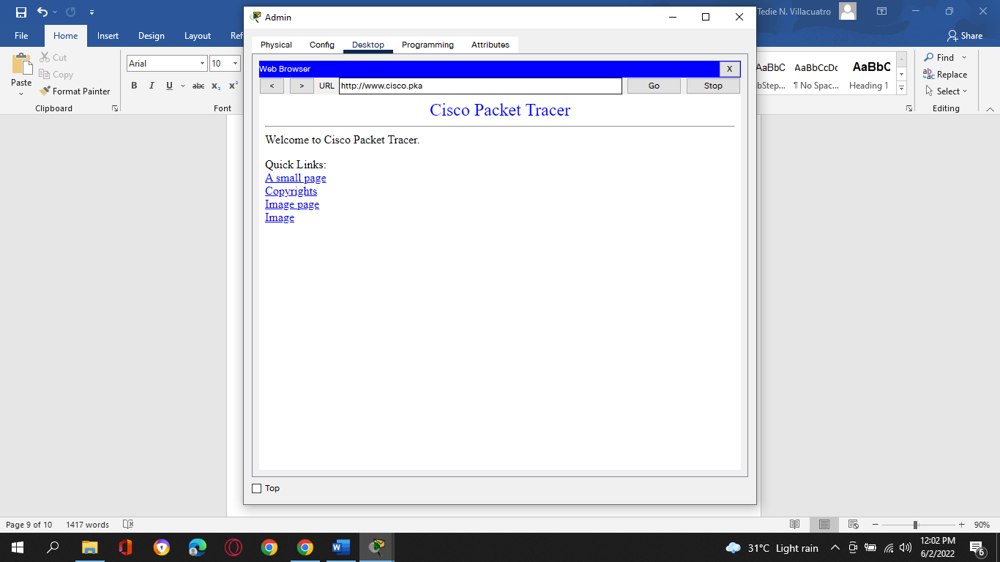 Tedie N. Villacuatro
File Home Insert Design Layout Ref Share
Paste
Cut
Copy
Format Painter
Clipboard
Arial 10
B I U abc x₂ x²
Font
AaBbC AaBbCcDc AaBbC
bStep... ¶ No Spac... Heading 1
Find
Replace
Select
Editing
Admin
Physical Config Desktop Programming Attributes
Web Browser X
< > URL http://www.cisco.pka Go Stop
Cisco Packet Tracer
Welcome to Cisco Packet Tracer.
Quick Links:
A small page
Copyrights
Image page
Image
Top
Page 9 of 10 1417 words 90%
31°C Light rain 12:02 PM
6/2/2022
6